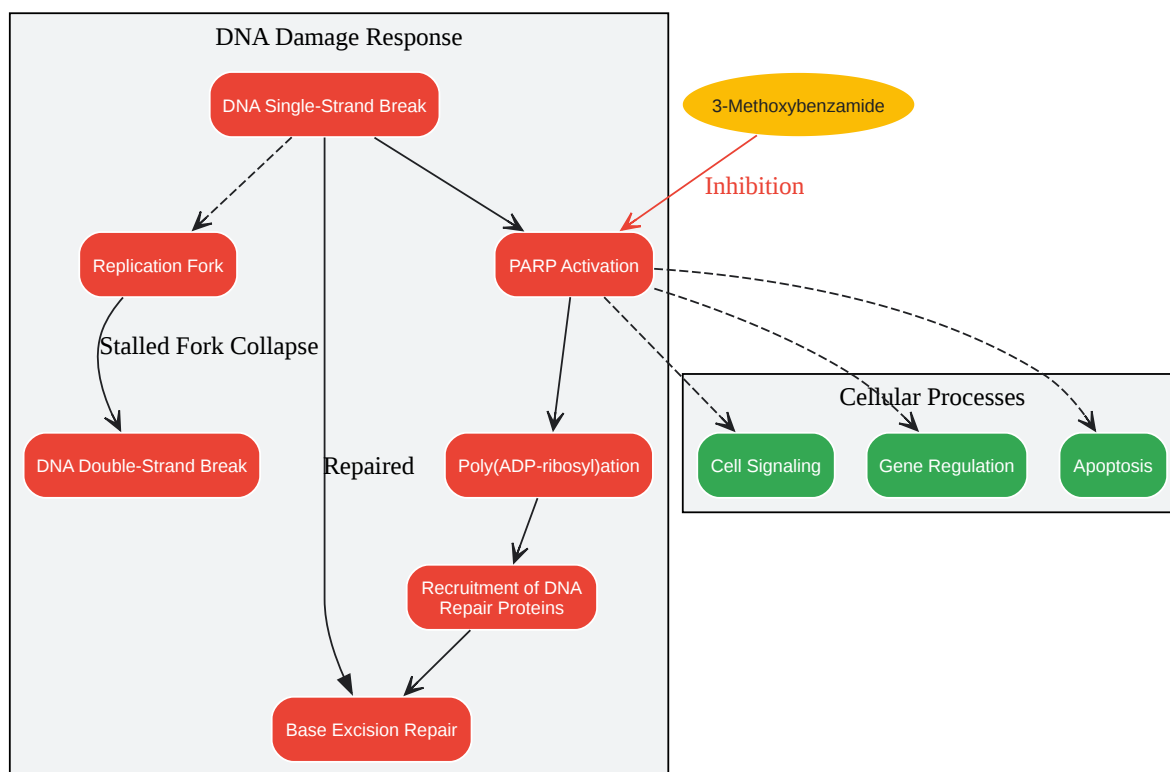 DNA Damage Response
DNA Single-Strand Break
3-Methoxybenzamide
Inhibition
Replication Fork
PARP Activation
Stalled Fork Collapse
Cellular Processes
DNA Double-Strand Break
Repaired
Poly(ADP-ribosyl)ation
Cell Signaling
Gene Regulation
Apoptosis
Recruitment of DNA
Repair Proteins
Base Excision Repair